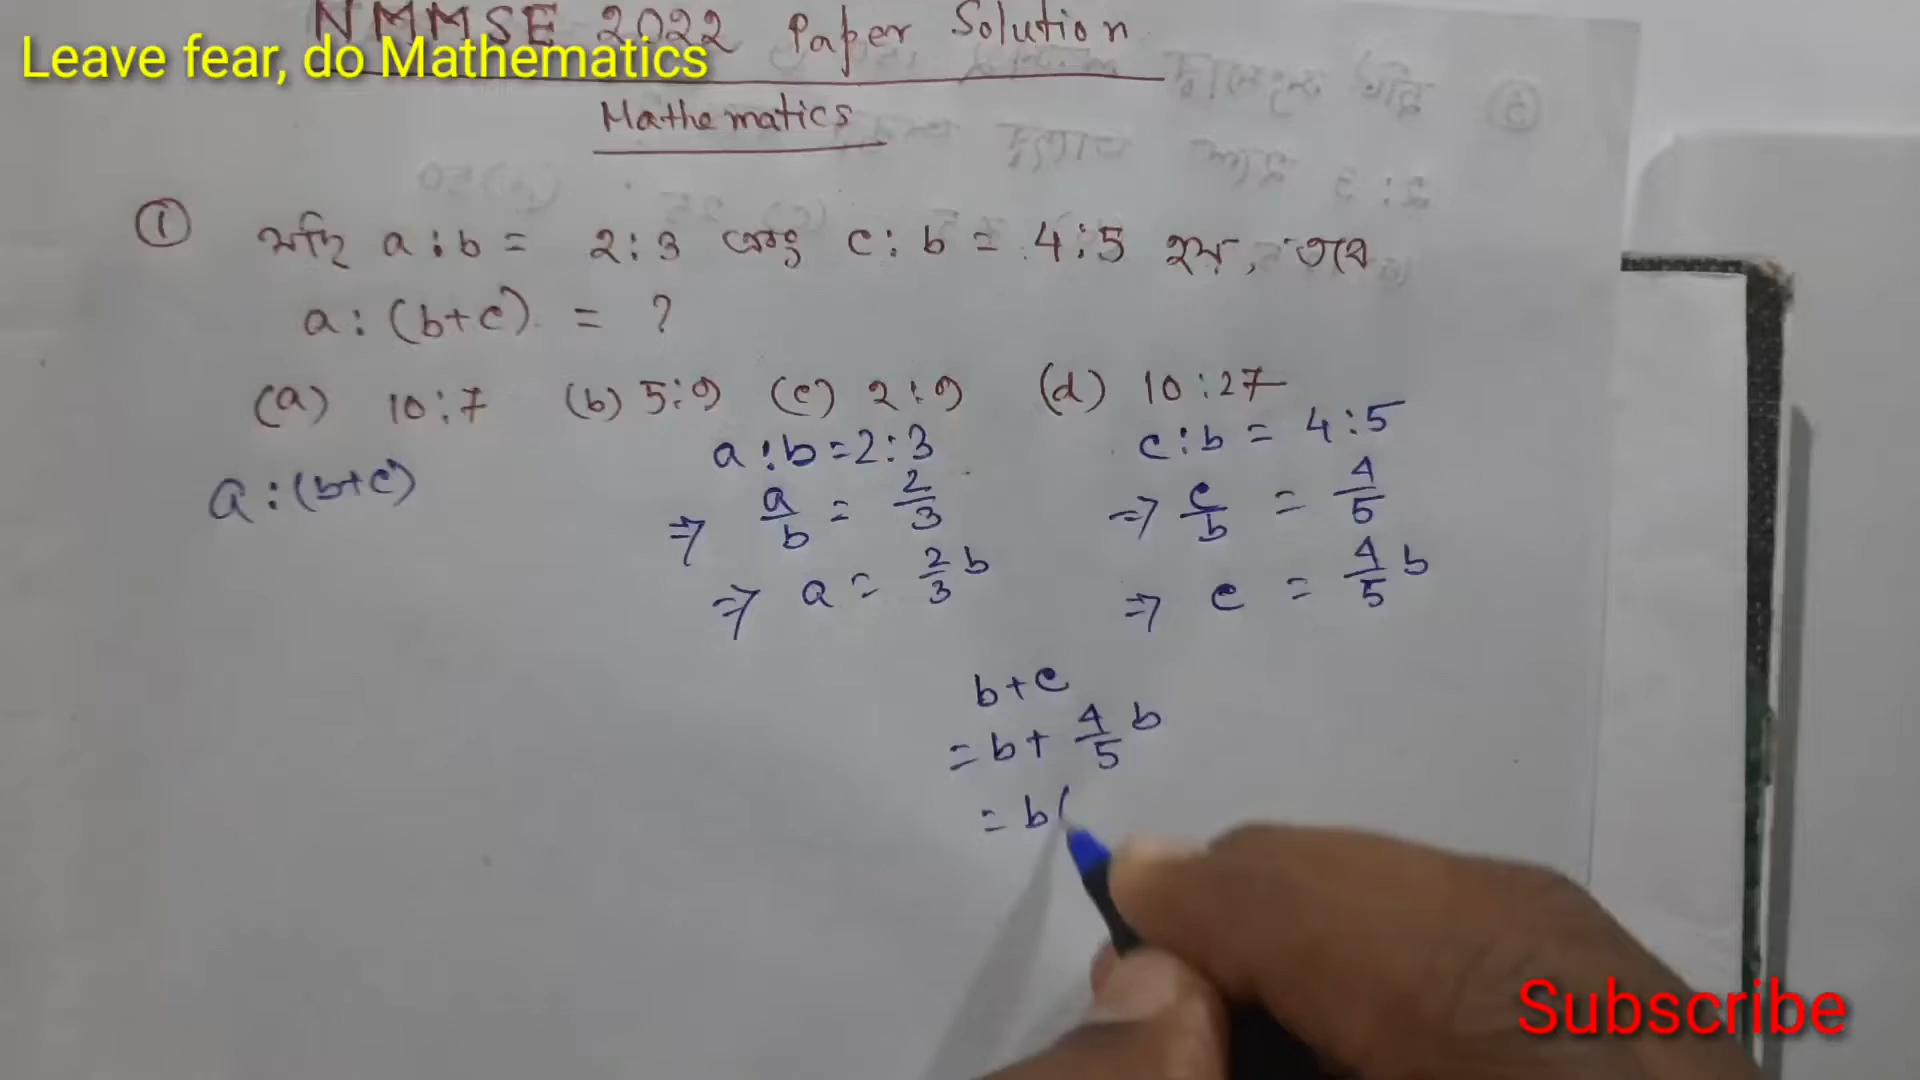 NMMSE 2022 Paper Solution
Leave fear, do Mathematics
Mathematics
① যদি a : b = 2 : 3 এবং c : b = 4 : 5 হয়, তবে
a : (b+c) = ?
(a) 10 : 7 (b) 5 : 9 (c) 2 : 9 (d) 10 : 27
a : (b+c)
a : b = 2 : 3
⇒ a/b = 2/3
⇒ a = 2/3 b
c : b = 4 : 5
⇒ c/b = 4/5
⇒ c = 4/5 b
b+c
= b + 4/5 b
= b(
Subscribe